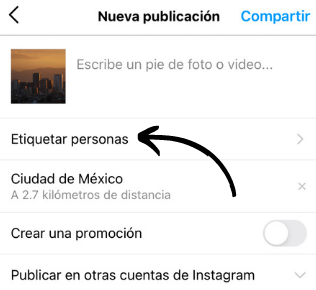 Nueva publicación
Compartir
Escribe un pie de foto o video...
Etiquetar personas
Ciudad de México
A 2.7 kilómetros de distancia
Crear una promoción
Publicar en otras cuentas de Instagram